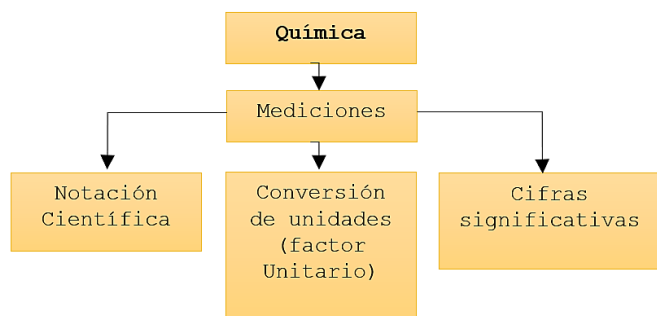 Química
Mediciones
Notación
Científica
Conversión
de unidades
(factor
Unitario)
Cifras
significativas